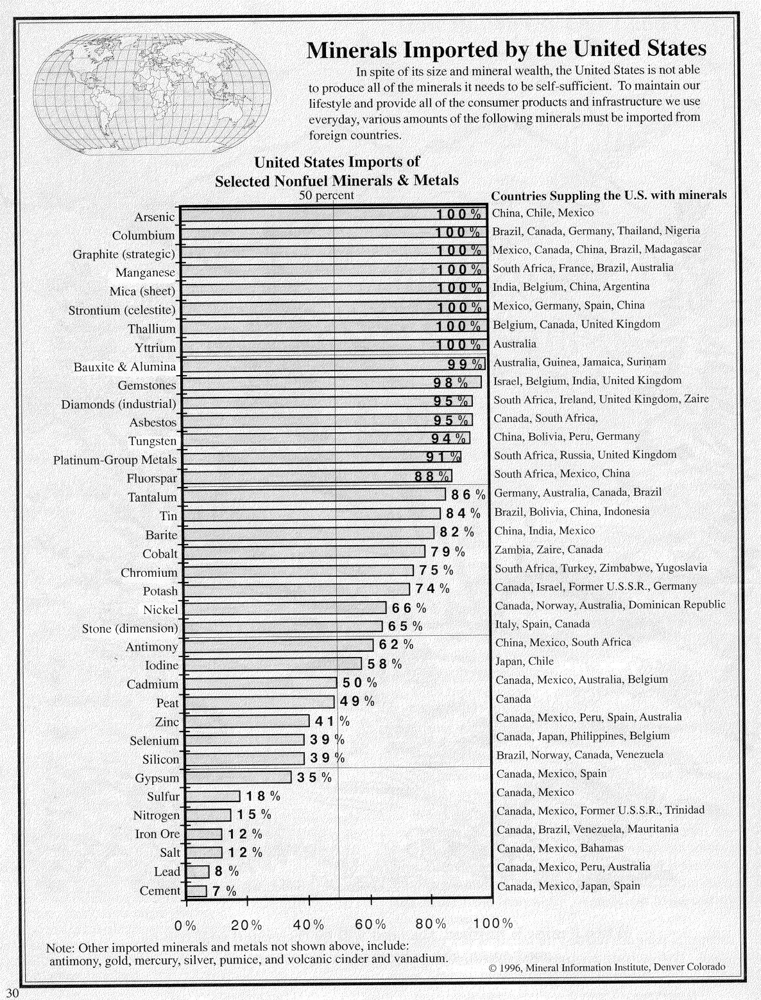 Minerals Imported by the United States
In spite of its size and mineral wealth, the United States is not able
to produce all of the minerals it needs to be self-sufficient. To maintain our
lifestyle and provide all of the consumer products and infrastructure we use
everyday, various amounts of the following minerals must be imported from
foreign countries.
United States Imports of
Selected Nonfuel Minerals & Metals
50 percent Countries Suppling the U.S. with minerals
Arsenic 100% China, Chile, Mexico
Columbium 100% Brazil, Canada, Germany, Thailand, Nigeria
Graphite (strategic) 100% Mexico, Canada, China, Brazil, Madagascar
Manganese 100% South Africa, France, Brazil, Australia
Mica (sheet) 100% India, Belgium, China, Argentina
Strontium (celestite) 100% Mexico, Germany, Spain, China
Thallium 100% Belgium, Canada, United Kingdom
Yttrium 100% Australia
Bauxite & Alumina 99% Australia, Guinea, Jamaica, Surinam
Gemstones 98% Israel, Belgium, India, United Kingdom
Diamonds (industrial) 95% South Africa, Ireland, United Kingdom, Zaire
Asbestos 95% Canada, South Africa,
Tungsten 94% China, Bolivia, Peru, Germany
Platinum-Group Metals 91% South Africa, Russia, United Kingdom
Fluorspar 88% South Africa, Mexico, China
Tantalum 86% Germany, Australia, Canada, Brazil
Tin 84% Brazil, Bolivia, China, Indonesia
Barite 82% China, India, Mexico
Cobalt 79% Zambia, Zaire, Canada
Chromium 75% South Africa, Turkey, Zimbabwe, Yugoslavia
Potash 74% Canada, Israel, Former U.S.S.R., Germany
Nickel 66% Canada, Norway, Australia, Dominican Republic
Stone (dimension) 65% Italy, Spain, Canada
Antimony 62% China, Mexico, South Africa
Iodine 58% Japan, Chile
Cadmium 50% Canada, Mexico, Australia, Belgium
Peat 49% Canada
Zinc 41% Canada, Mexico, Peru, Spain, Australia
Selenium 39% Canada, Japan, Philippines, Belgium
Silicon 39% Brazil, Norway, Canada, Venezuela
Gypsum 35% Canada, Mexico, Spain
Sulfur 18% Canada, Mexico
Nitrogen 15% Canada, Mexico, Former U.S.S.R., Trinidad
Iron Ore 12% Canada, Brazil, Venezuela, Mauritania
Salt 12% Canada, Mexico, Bahamas
Lead 8% Canada, Mexico, Peru, Australia
Cement 7% Canada, Mexico, Japan, Spain
0% 20% 40% 60% 80% 100%
Note: Other imported minerals and metals not shown above, include:
antimony, gold, mercury, silver, pumice, and volcanic cinder and vanadium.
© 1996, Mineral Information Institute, Denver Colorado
30